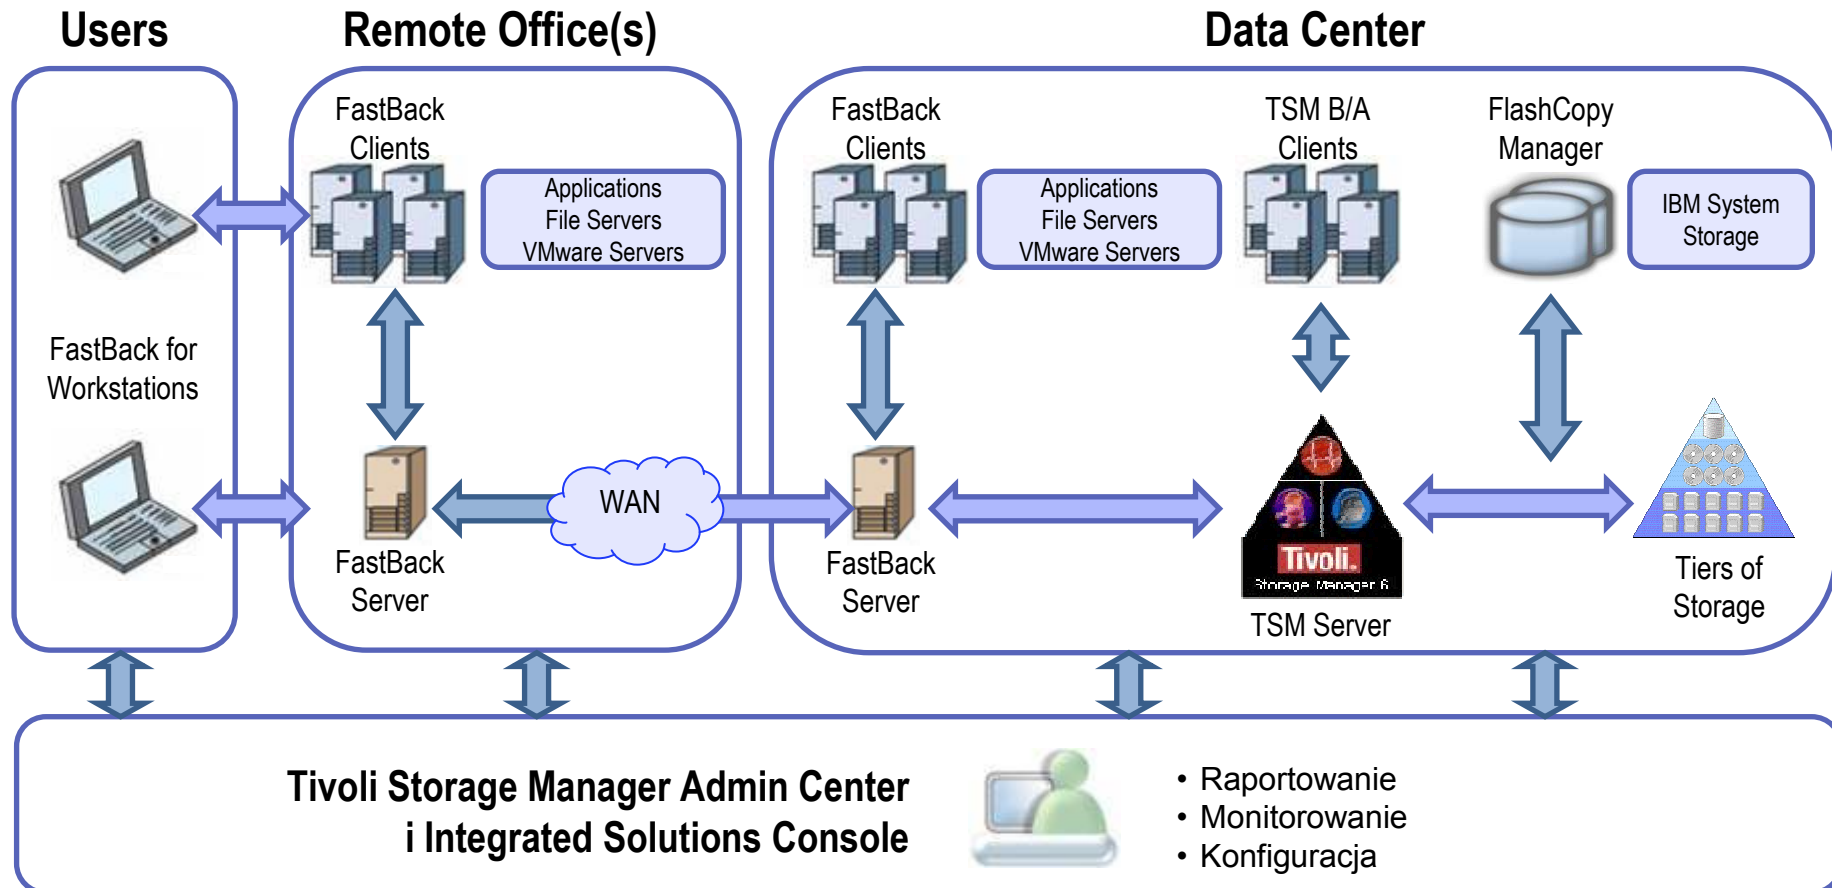 Users
Remote Office(s)
Data Center
FastBack
Clients
Applications
File Servers
VMware Servers
FastBack
Clients
Applications
File Servers
VMware Servers
TSM B/A
Clients
FlashCopy
Manager
IBM System
Storage
FastBack for
Workstations
WAN
FastBack
Server
FastBack
Server
Tivoli.
Storage Manager 6
TSM Server
Tiers of
Storage
Tivoli Storage Manager Admin Center
i Integrated Solutions Console
• Raportowanie
• Monitorowanie
• Konfiguracja